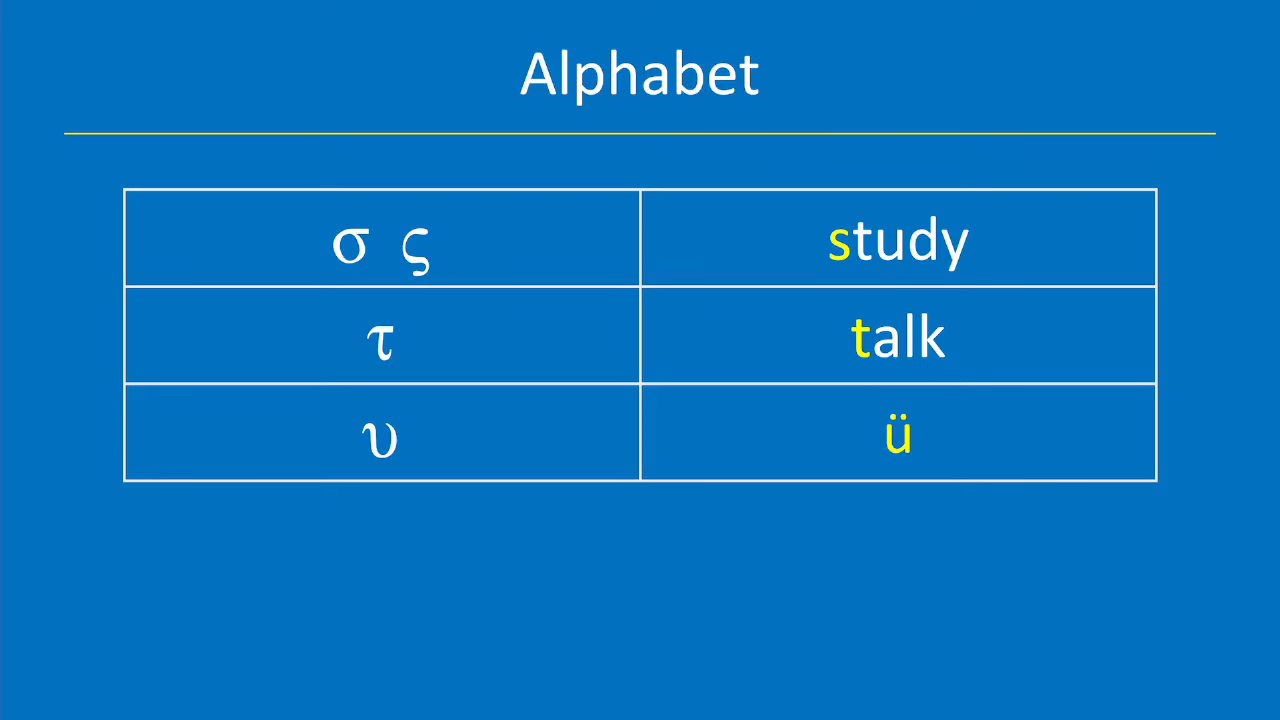 Alphabet
σ ς study
τ talk
υ ü